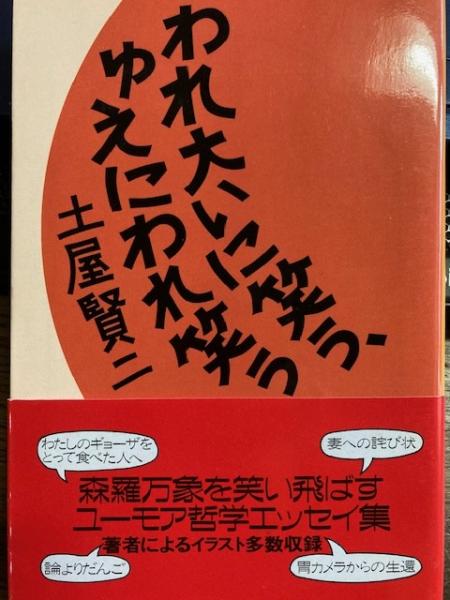 われ大いに笑う、
ゆえにわれ笑う
土屋賢二
わたしのギョーザを
とって食べた人へ
妻への詫び状
森羅万象を笑い飛ばす
ユーモア哲学エッセイ集
著者によるイラスト多数収録
論よりだんご
胃カメラからの生還